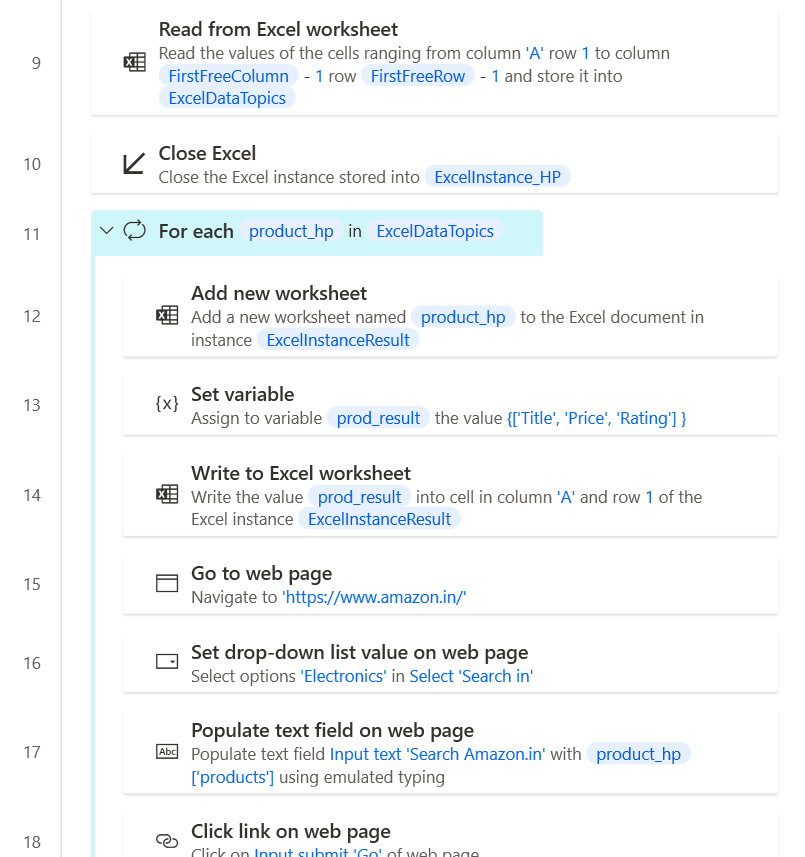 9
Read from Excel worksheet
Read the values of the cells ranging from column 'A' row 1 to column
FirstFreeColumn - 1 row FirstFreeRow - 1 and store it into
ExcelDataTopics
10
Close Excel
Close the Excel instance stored into ExcelInstance_HP
11
For each product_hp in ExcelDataTopics
12
Add new worksheet
Add a new worksheet named product_hp to the Excel document in
instance ExcelInstanceResult
13
{x}
Set variable
Assign to variable prod_result the value {['Title', 'Price', 'Rating'] }
14
Write to Excel worksheet
Write the value prod_result into cell in column 'A' and row 1 of the
Excel instance ExcelInstanceResult
15
Go to web page
Navigate to 'https://www.amazon.in/'
16
Set drop-down list value on web page
Select options 'Electronics' in Select 'Search in'
17
Abc
Populate text field on web page
Populate text field Input text 'Search Amazon.in' with product_hp
['products'] using emulated typing
18
Click link on web page
Click on Input submit 'Go' of web page